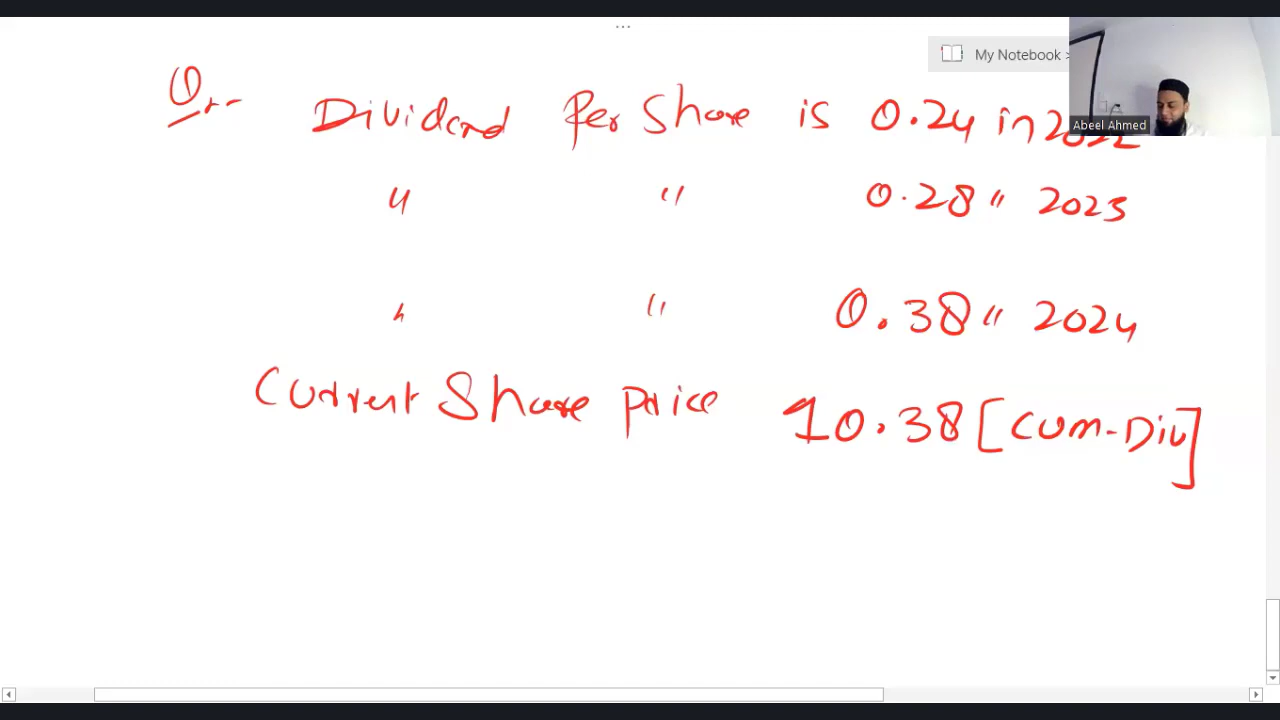 My Notebook >
Abeel Ahmed
Q:- Dividend Per Share is 0.24 in 2022
" " 0.28 " 2023
" " 0.38 " 2024
Current Share price 10.38 [Cum-Div]